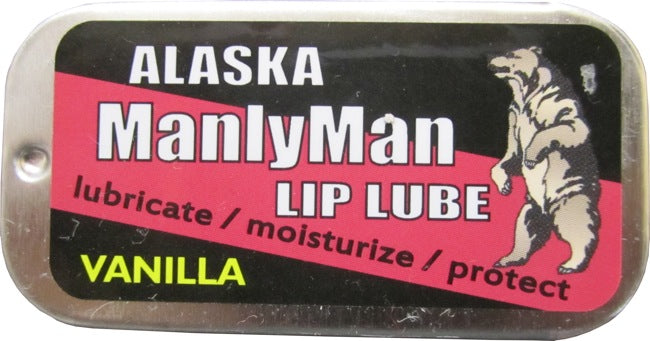 ALASKA
ManlyMan
LIP LUBE
lubricate / moisturize / protect
VANILLA